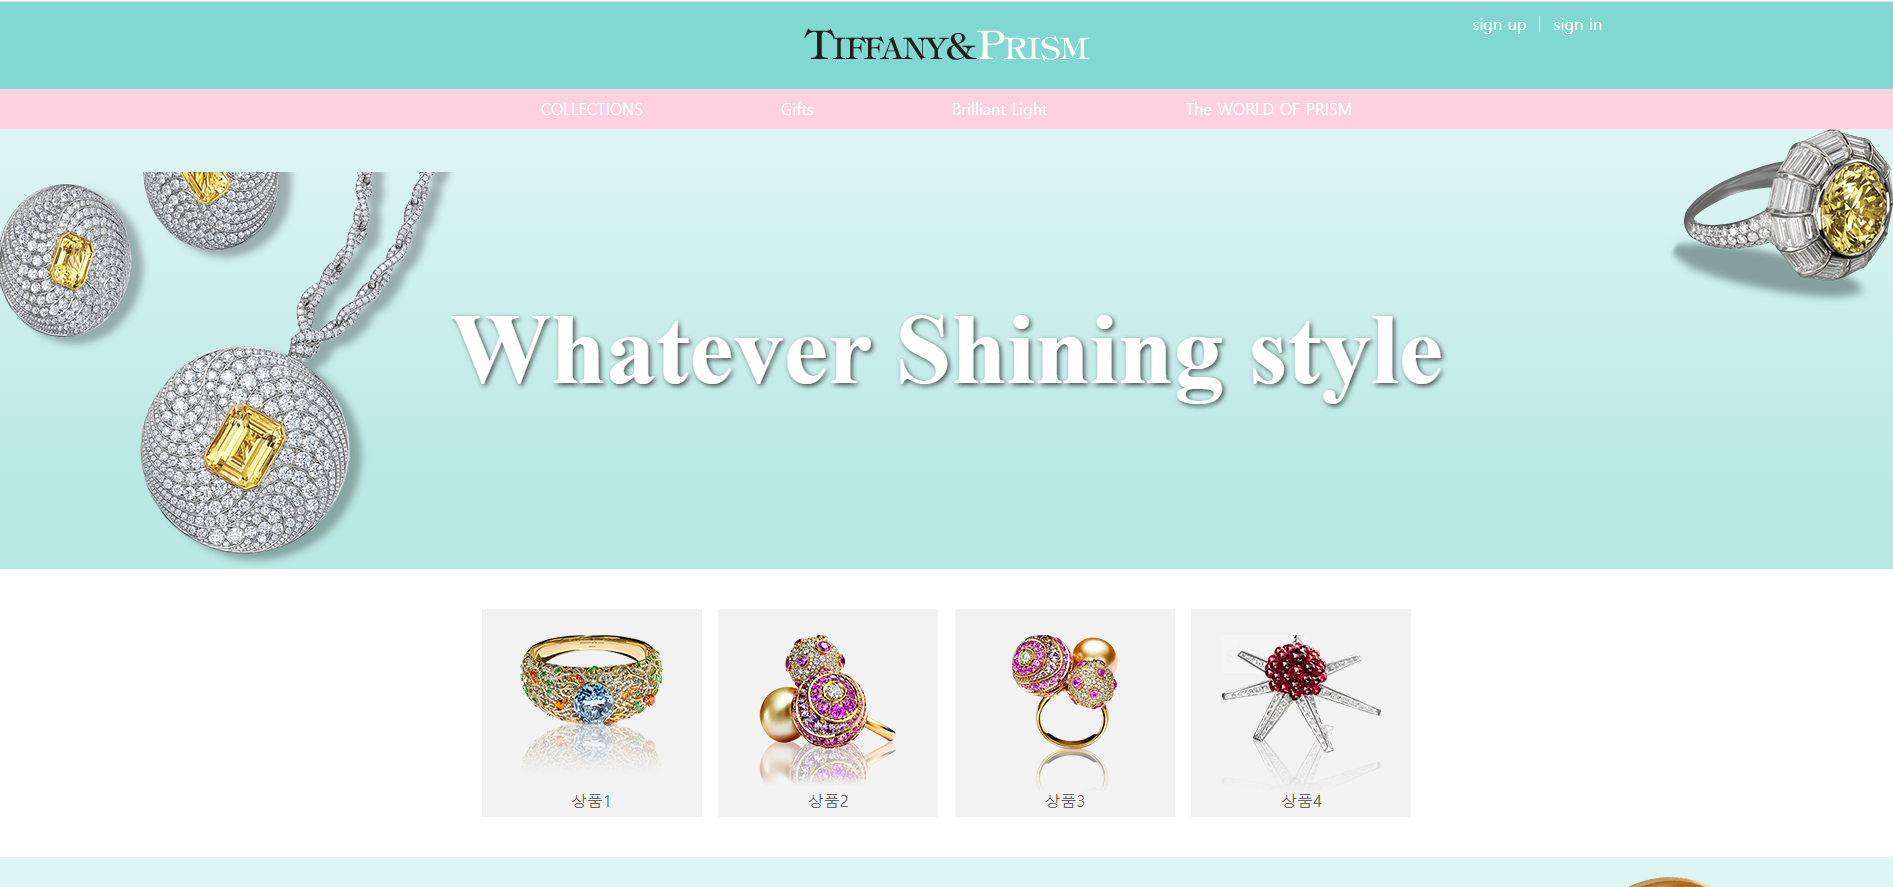 sign up | sign in
TIFFANY&PRISM
COLLECTIONS Gifts Brilliant Light The WORLD OF PRISM
Whatever Shining style
상품1 상품2 상품3 상품4